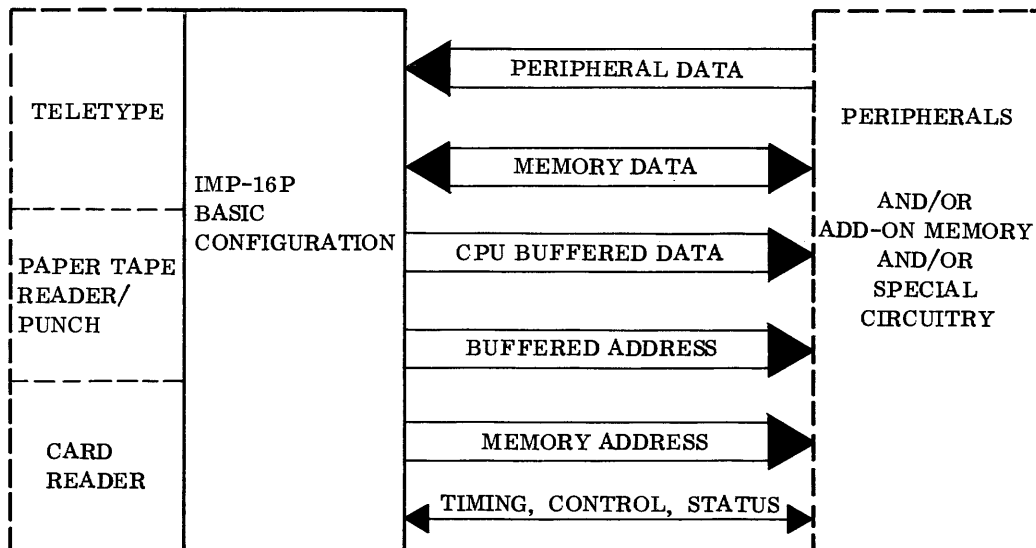 TELETYPE
PAPER TAPE
READER/
PUNCH
CARD
READER
IMP-16P
BASIC
CONFIGURATION
PERIPHERAL DATA
MEMORY DATA
CPU BUFFERED DATA
BUFFERED ADDRESS
MEMORY ADDRESS
TIMING, CONTROL, STATUS
PERIPHERALS
AND/OR
ADD-ON MEMORY
AND/OR
SPECIAL
CIRCUITRY